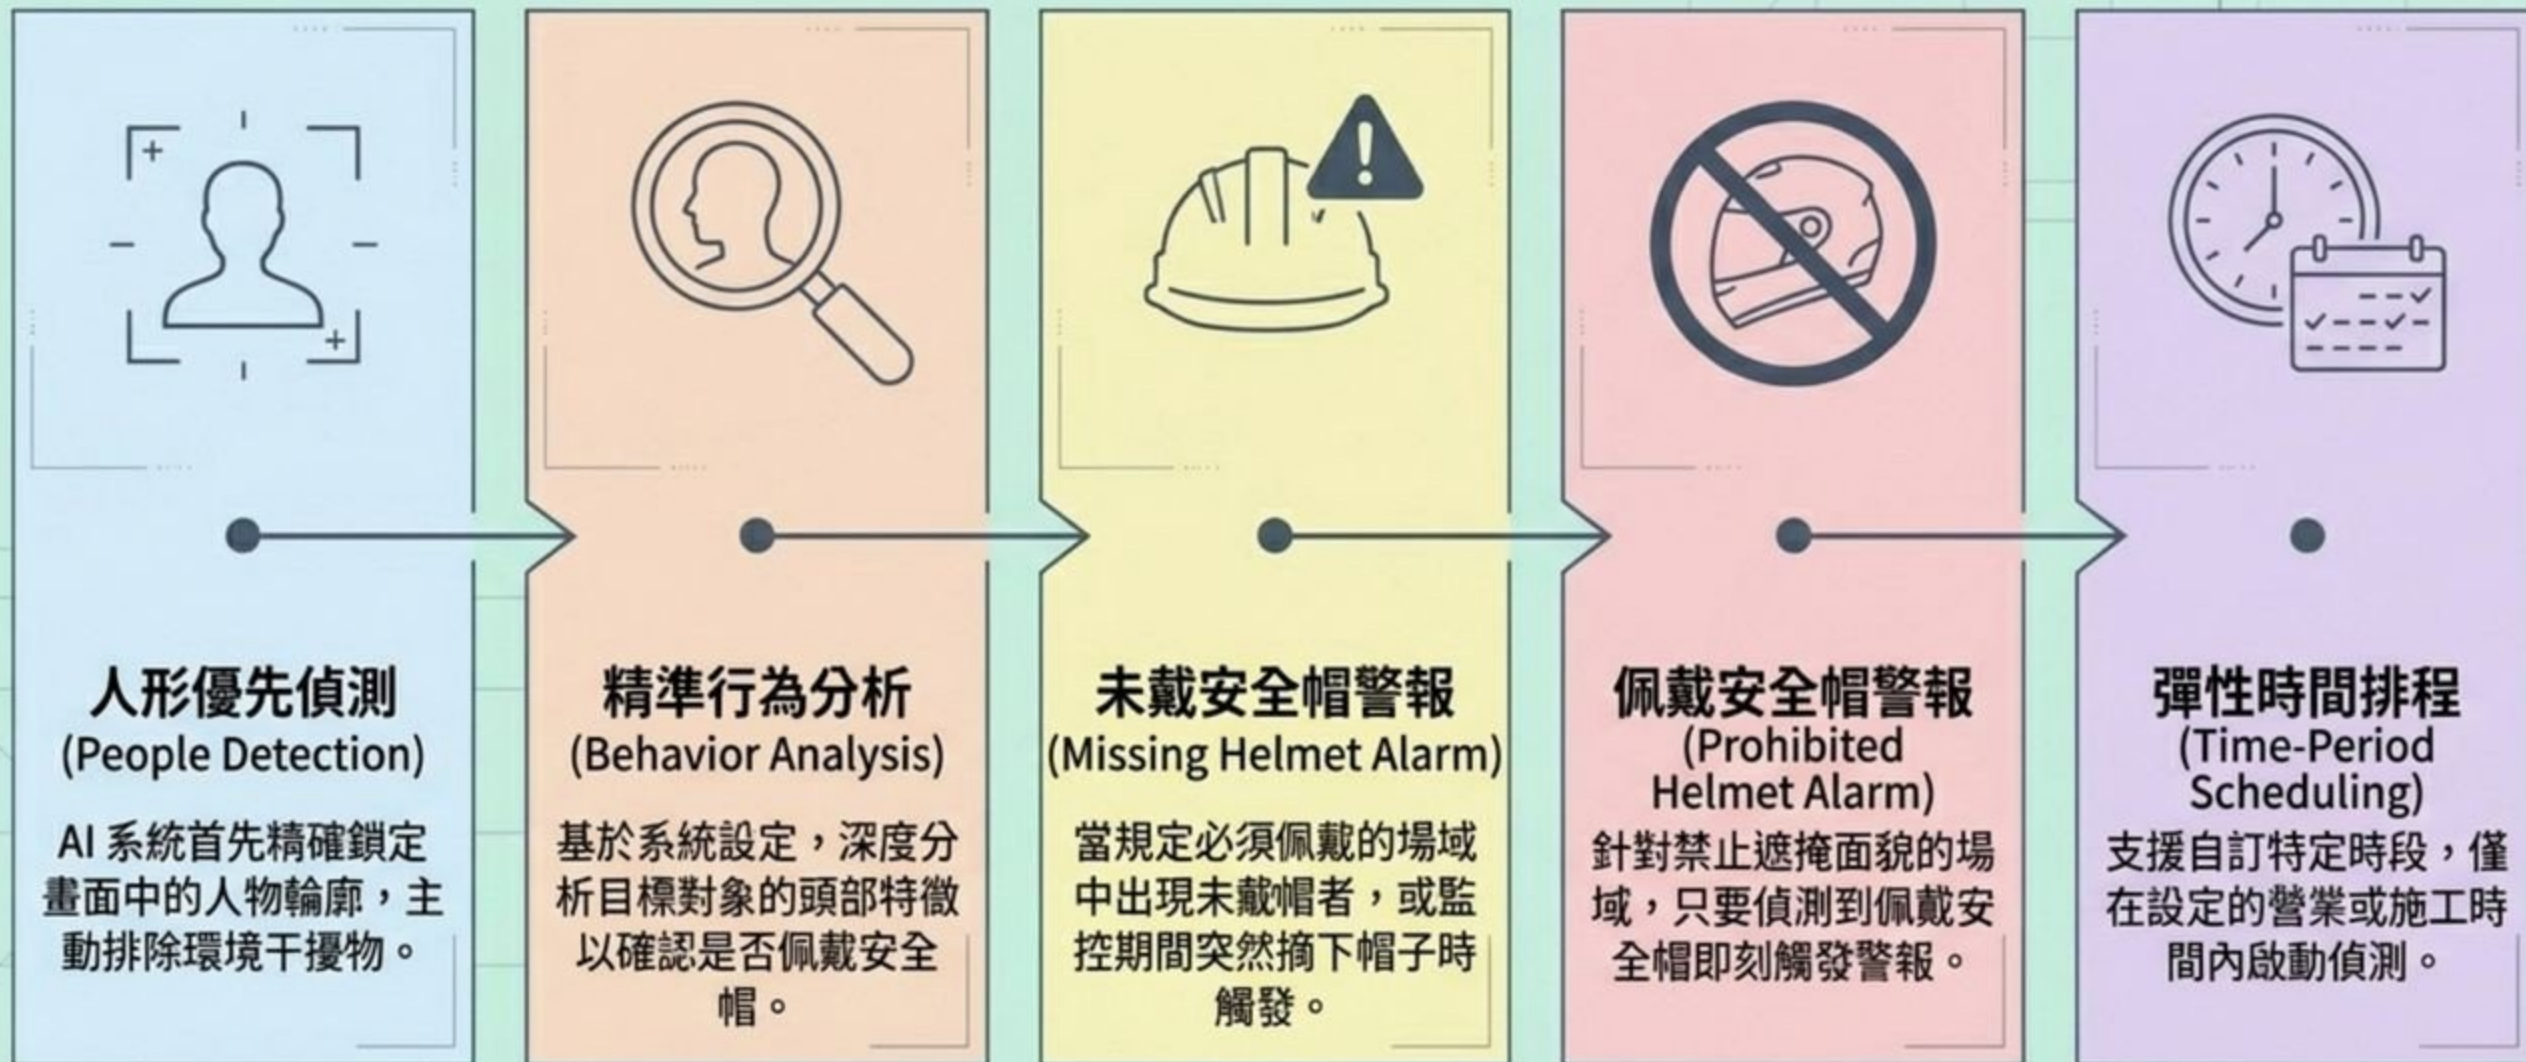 人形優先偵測
(People Detection)
AI 系統首先精確鎖定
畫面中的人物輪廓，主
動排除環境干擾物。
精準行為分析
(Behavior Analysis)
基於系統設定，深度分
析目標對象的頭部特徵
以確認是否佩戴安全
帽。
未戴安全帽警報
(Missing Helmet Alarm)
當規定必須佩戴的場域
中出現未戴帽者，或監
控期間突然摘下帽子時
觸發。
佩戴安全帽警報
(Prohibited
Helmet Alarm)
針對禁止遮掩面貌的場
域，只要偵測到佩戴安
全帽即刻觸發警報。
彈性時間排程
(Time-Period
Scheduling)
支援自訂特定時段，僅
在設定的營業或施工時
間內啟動偵測。